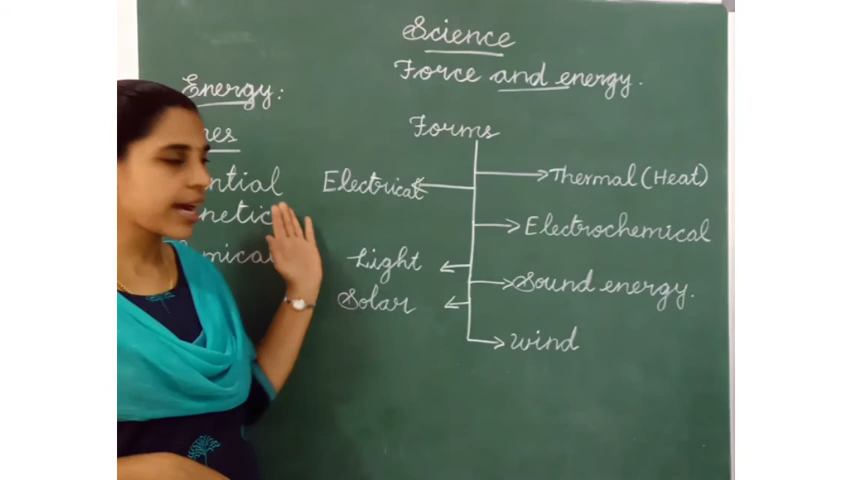 Science
Force and energy.
Energy:
Forms
Electrical
Thermal (Heat)
Electrochemical
Light
Sound energy.
Solar
wind